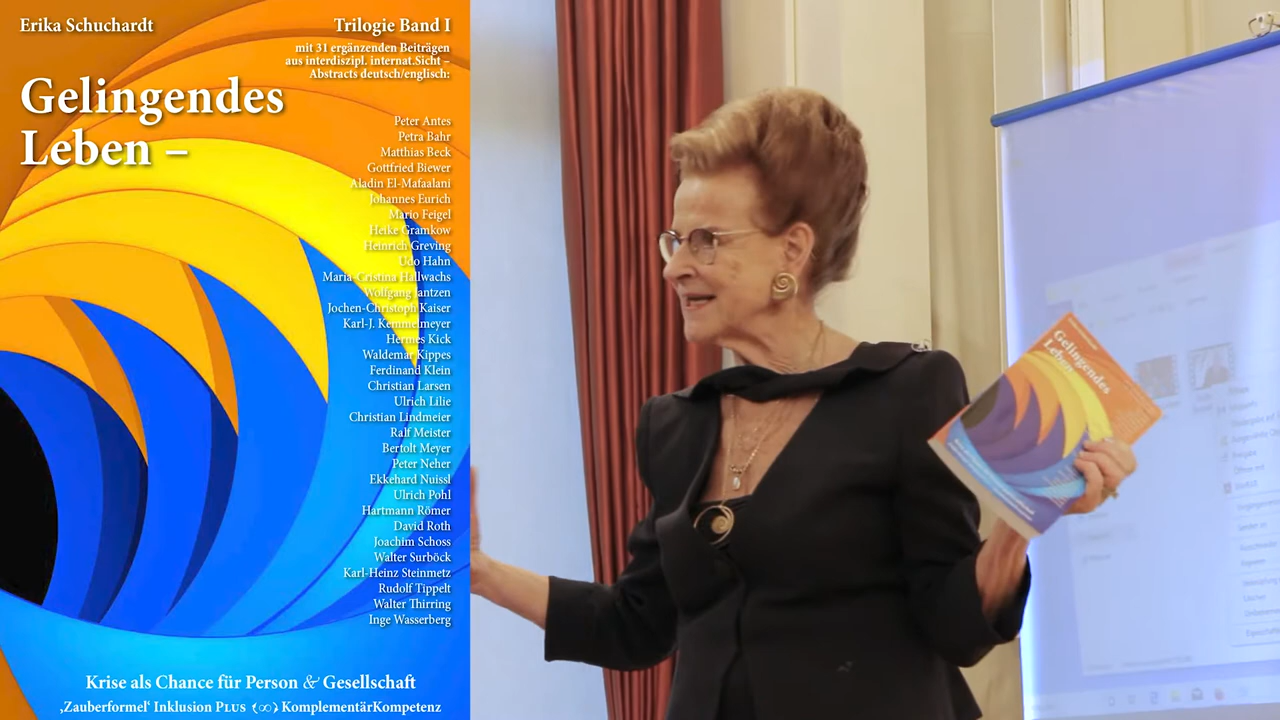 Erika Schuchardt
Trilogie Band I
mit 31 ergänzenden Beiträgen
aus interdiszipl. internat.Sicht –
Abstracts deutsch/englisch:
Gelingendes
Leben –
Peter Antes
Petra Bahr
Matthias Beck
Gottfried Biewer
Aladin El-Mafaalani
Johannes Eurich
Mario Feigel
Heike Gramkow
Heinrich Greving
Udo Hahn
Maria-Cristina Hallwachs
Wolfgang Jantzen
Jochen-Christoph Kaiser
Karl-J. Kemmelmeyer
Hermes Kick
Waldemar Kippes
Ferdinand Klein
Christian Larsen
Ulrich Lilie
Christian Lindmeier
Ralf Meister
Bertolt Meyer
Peter Neher
Ekkehard Nuissl
Ulrich Pohl
Hartmann Römer
David Roth
Joachim Schoss
Walter Surböck
Karl-Heinz Steinmetz
Rudolf Tippelt
Walter Thirring
Inge Wasserberg
Krise als Chance für Person & Gesellschaft
‚Zauberformel‘ Inklusion PLUS (∞) KomplementärKompetenz
Gelingendes
Leben –
Öffnen mit
Senden an